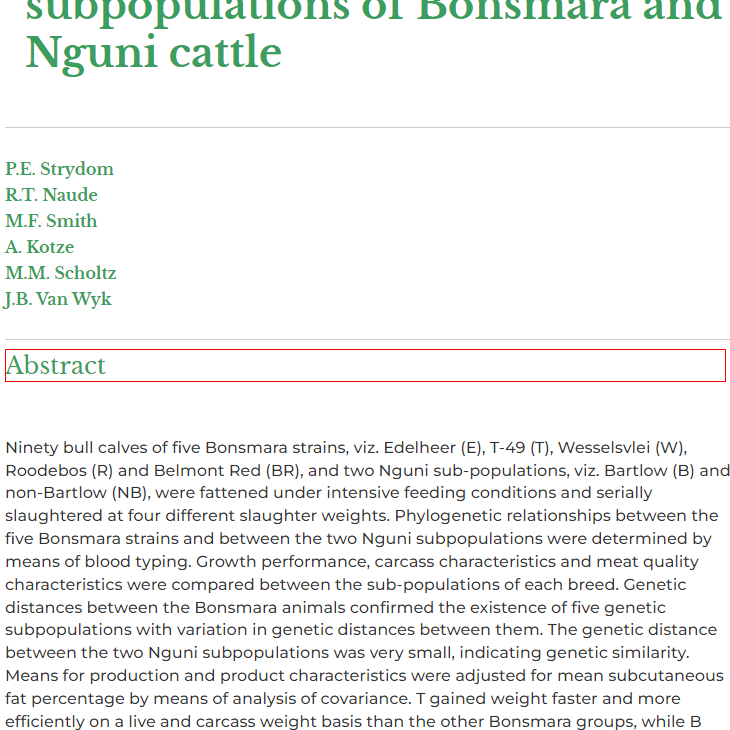 subpopulations of Bonsmara and
Nguni cattle
P.E. Strydom
R.T. Naude
M.F. Smith
A. Kotze
M.M. Scholtz
J.B. Van Wyk
Abstract
Ninety bull calves of five Bonsmara strains, viz. Edelheer (E), T-49 (T), Wesselsvlei (W),
Roodebos (R) and Belmont Red (BR), and two Nguni sub-populations, viz. Bartlow (B) and
non-Bartlow (NB), were fattened under intensive feeding conditions and serially
slaughtered at four different slaughter weights. Phylogenetic relationships between the
five Bonsmara strains and between the two Nguni subpopulations were determined by
means of blood typing. Growth performance, carcass characteristics and meat quality
characteristics were compared between the sub-populations of each breed. Genetic
distances between the Bonsmara animals confirmed the existence of five genetic
subpopulations with variation in genetic distances between them. The genetic distance
between the two Nguni subpopulations was very small, indicating genetic similarity.
Means for production and product characteristics were adjusted for mean subcutaneous
fat percentage by means of analysis of covariance. T gained weight faster and more
efficiently on a live and carcass weight basis than the other Bonsmara groups, while B